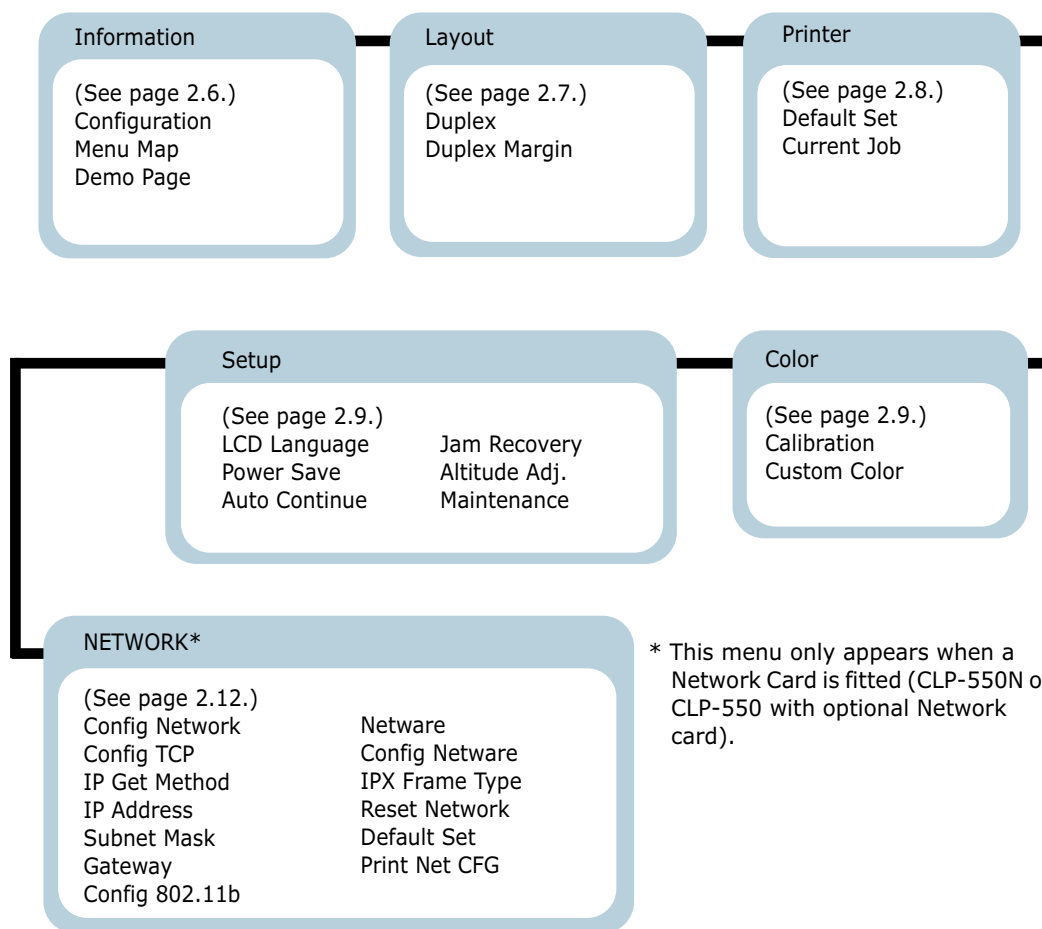 Information
(See page 2.6.)
Configuration
Menu Map
Demo Page
Layout
(See page 2.7.)
Duplex
Duplex Margin
Printer
(See page 2.8.)
Default Set
Current Job
Setup
(See page 2.9.)
LCD Language
Power Save
Auto Continue
Jam Recovery
Altitude Adj.
Maintenance
Color
(See page 2.9.)
Calibration
Custom Color
NETWORK*
(See page 2.12.)
Config Network
Config TCP
IP Get Method
IP Address
Subnet Mask
Gateway
Config 802.11b
Netware
Config Netware
IPX Frame Type
Reset Network
Default Set
Print Net CFG
* This menu only appears when a
Network Card is fitted (CLP-550N o
CLP-550 with optional Network
card).